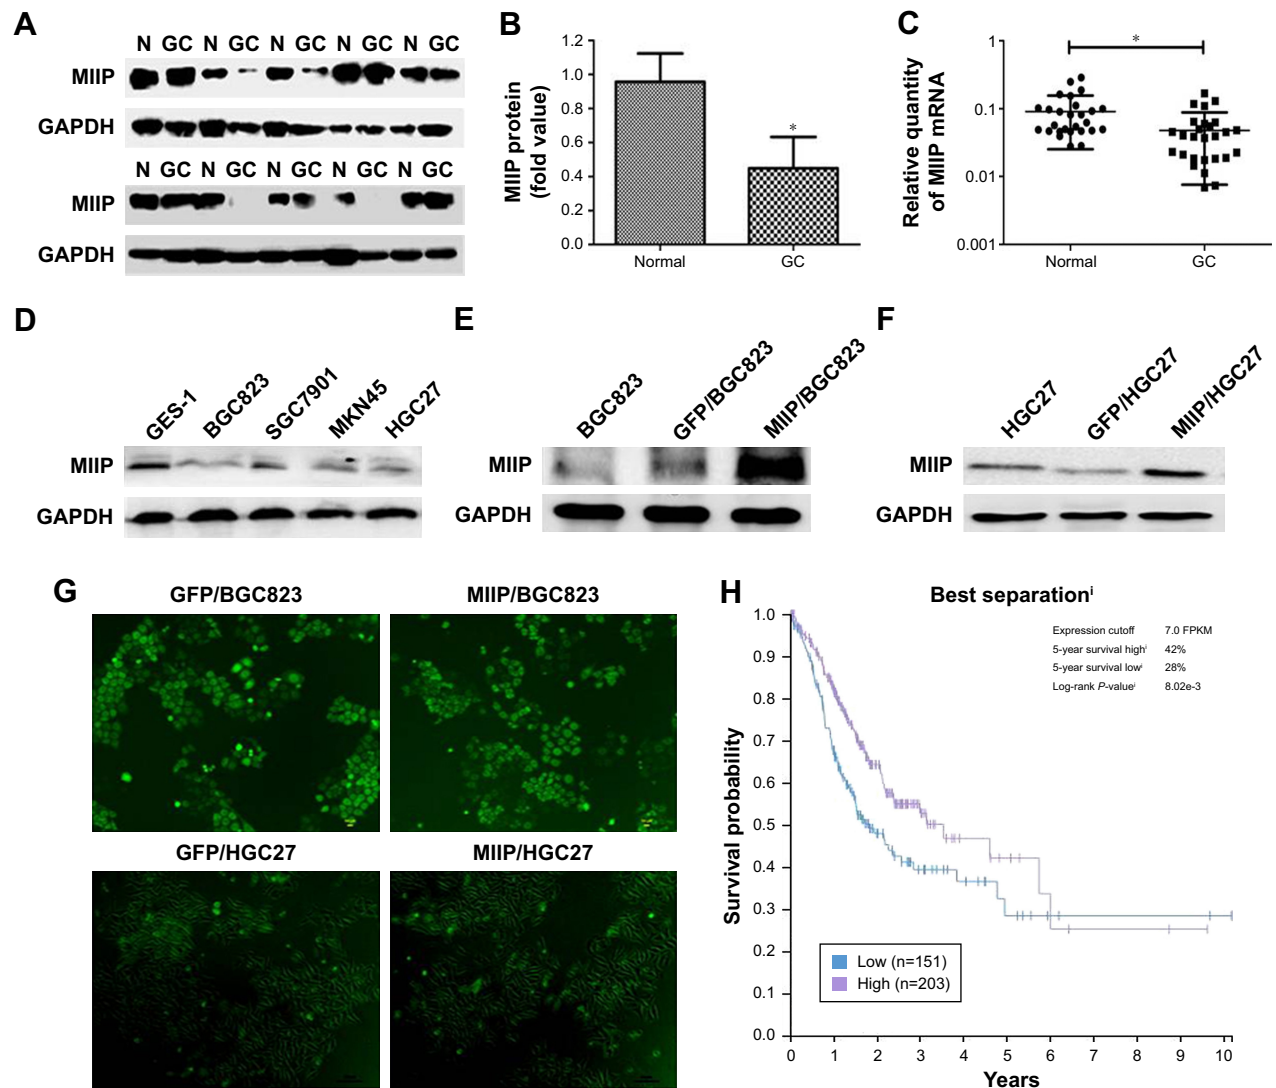 A
N GC N GC N GC N GC N GC
MIIP
GAPDH
N GC N GC N GC N GC N GC
MIIP
GAPDH
B
MIIP protein
(fold value)
1.2
1.0
0.8
0.6
0.4
0.2
0.0
*
Normal GC
C
Relative quantity
of MIIP mRNA
1
0.1
0.01
0.001
*
Normal GC
D
GES-1 BGC823 SGC7901 MKN45 HGC27
MIIP
GAPDH
E
BGC823 GFP/BGC823 MIIP/BGC823
MIIP
GAPDH
F
HGC27 GFP/HGC27 MIIP/HGC27
MIIP
GAPDH
G
GFP/BGC823 MIIP/BGC823
GFP/HGC27 MIIP/HGC27
H
Best separationⁱ
Expression cutoff 7.0 FPKM
5-year survival highⁱ 42%
5-year survival lowⁱ 28%
Log-rank P-valueⁱ 8.02e-3
Survival probability
1.0
0.9
0.8
0.7
0.6
0.5
0.4
0.3
0.2
0.1
0.0
Low (n=151)
High (n=203)
0 1 2 3 4 5 6 7 8 9 10
Years